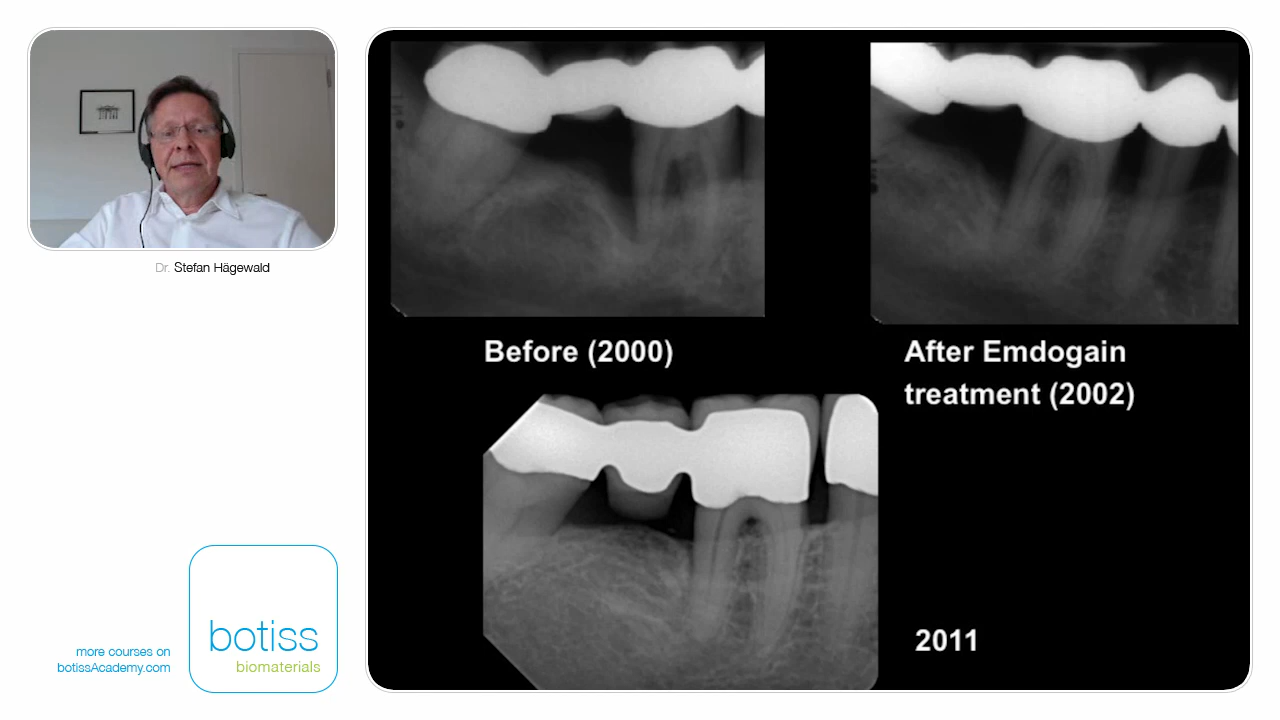 Dr. Stefan Hägewald
Before (2000)
After Emdogain
treatment (2002)
2011
more courses on
botissAcademy.com
botiss
biomaterials